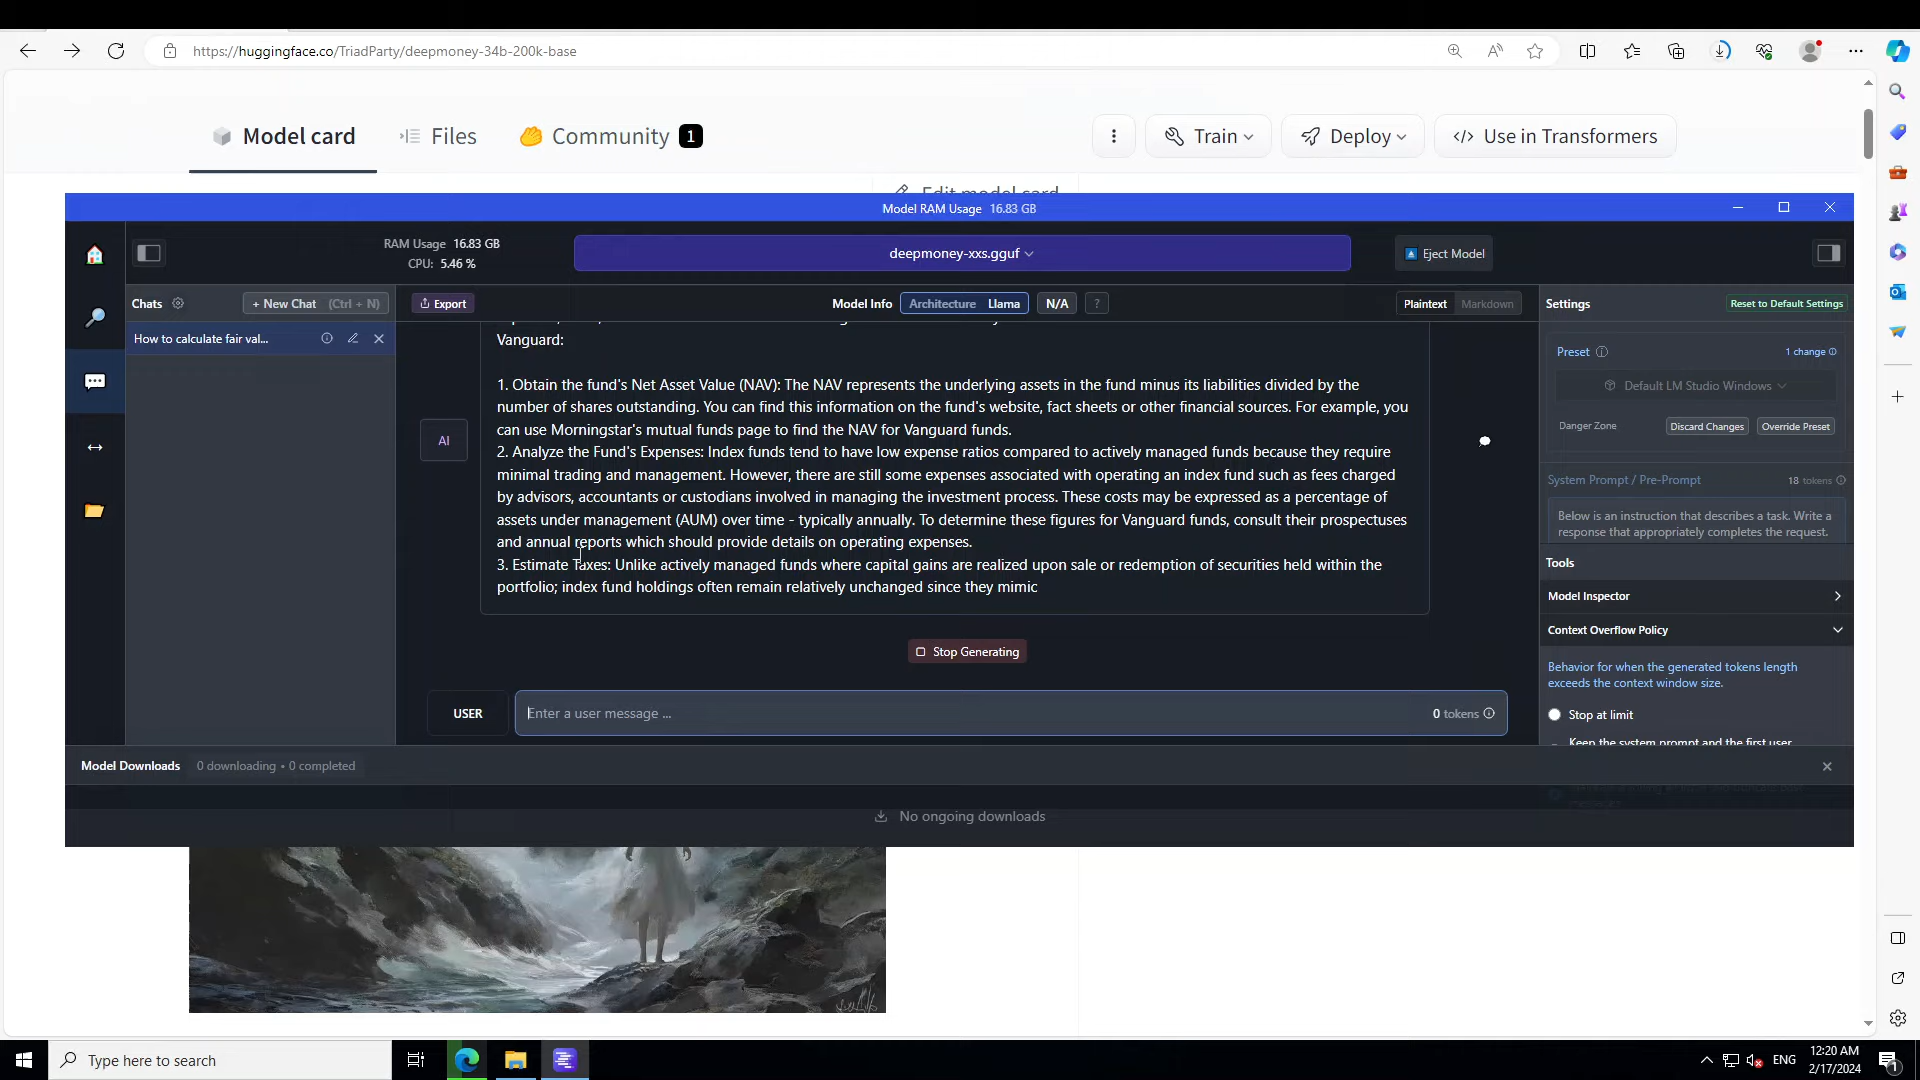 https://huggingface.co/TriadParty/deepmoney-34b-200k-base
Model card
Files
Community 1
Train
Deploy
</> Use in Transformers
Edit model card
Model RAM Usage 16.83 GB
RAM Usage 16.83 GB
CPU: 5.46 %
deepmoney-xxs.gguf
Eject Model
Chats
+ New Chat (Ctrl + N)
Export
Model Info Architecture Llama N/A ?
Plaintext Markdown
Settings
Reset to Default Settings
How to calculate fair val...
Vanguard:
1. Obtain the fund's Net Asset Value (NAV): The NAV represents the underlying assets in the fund minus its liabilities divided by the
number of shares outstanding. You can find this information on the fund's website, fact sheets or other financial sources. For example, you
can use Morningstar's mutual funds page to find the NAV for Vanguard funds.
2. Analyze the Fund's Expenses: Index funds tend to have low expense ratios compared to actively managed funds because they require
minimal trading and management. However, there are still some expenses associated with operating an index fund such as fees charged
by advisors, accountants or custodians involved in managing the investment process. These costs may be expressed as a percentage of
assets under management (AUM) over time - typically annually. To determine these figures for Vanguard funds, consult their prospectuses
and annual reports which should provide details on operating expenses.
3. Estimate Taxes: Unlike actively managed funds where capital gains are realized upon sale or redemption of securities held within the
portfolio; index fund holdings often remain relatively unchanged since they mimic
AI
Stop Generating
USER
Enter a user message ...
0 tokens
Preset
1 change
Default LM Studio Windows
Danger Zone
Discard Changes
Override Preset
System Prompt / Pre-Prompt
18 tokens
Below is an instruction that describes a task. Write a
response that appropriately completes the request.
Tools
Model Inspector
Context Overflow Policy
Behavior for when the generated tokens length
exceeds the context window size.
Stop at limit
Keep the system prompt and the first user
Model Downloads 0 downloading • 0 completed
No ongoing downloads
Type here to search
ENG
12:20 AM
2/17/2024
1